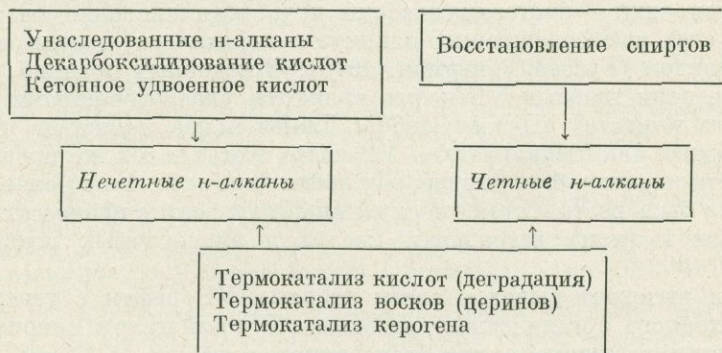 Унаследованные н-алканы
Декарбоксилирование кислот
Кетонное удвоенное кислот
Восстановление спиртов
Нечетные н-алканы
Четные н-алканы
Термокатализ кислот (деградация)
Термокатализ восков (церинов)
Термокатализ керогена